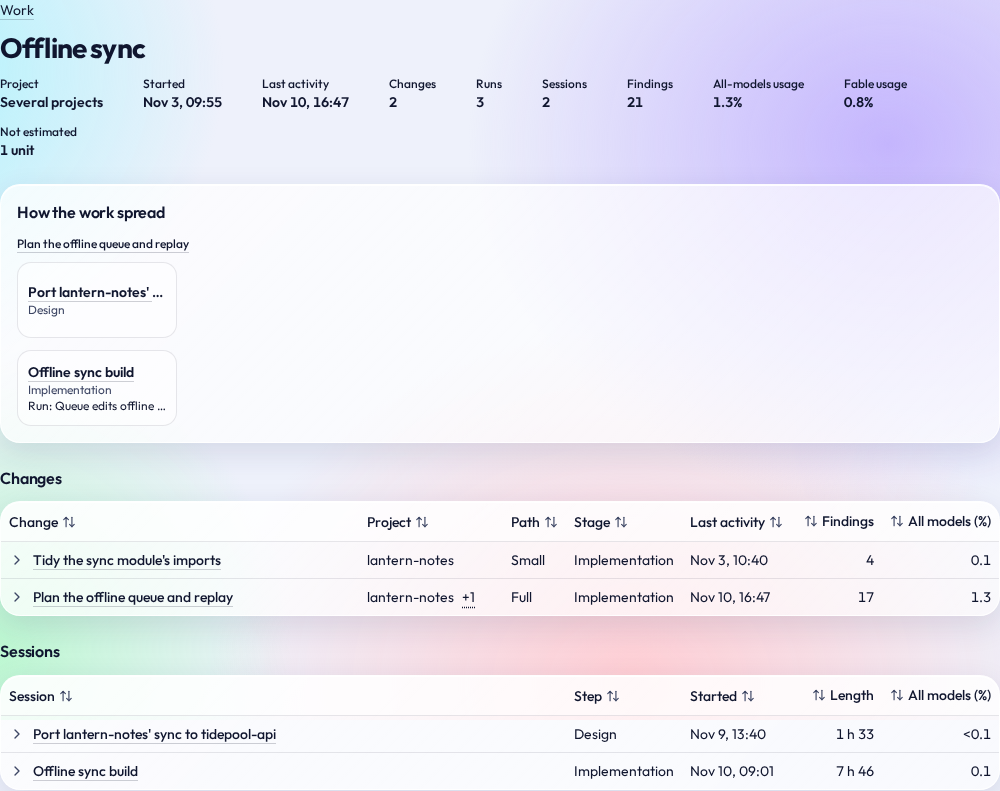 Work
Offline sync
Project Started Last activity Changes Runs Sessions Findings All-models usage Fable usage
Several projects Nov 3, 09:55 Nov 10, 16:47 2 3 2 21 1.3% 0.8%
Not estimated
1 unit
How the work spread
Plan the offline queue and replay
Port lantern-notes' ...
Design
Offline sync build
Implementation
Run: Queue edits offline ...
Changes
Change Project Path Stage Last activity Findings All models (%)
Tidy the sync module's imports lantern-notes Small Implementation Nov 3, 10:40 4 0.1
Plan the offline queue and replay lantern-notes +1 Full Implementation Nov 10, 16:47 17 1.3
Sessions
Session Step Started Length All models (%)
Port lantern-notes' sync to tidepool-api Design Nov 9, 13:40 1 h 33 <0.1
Offline sync build Implementation Nov 10, 09:01 7 h 46 0.1